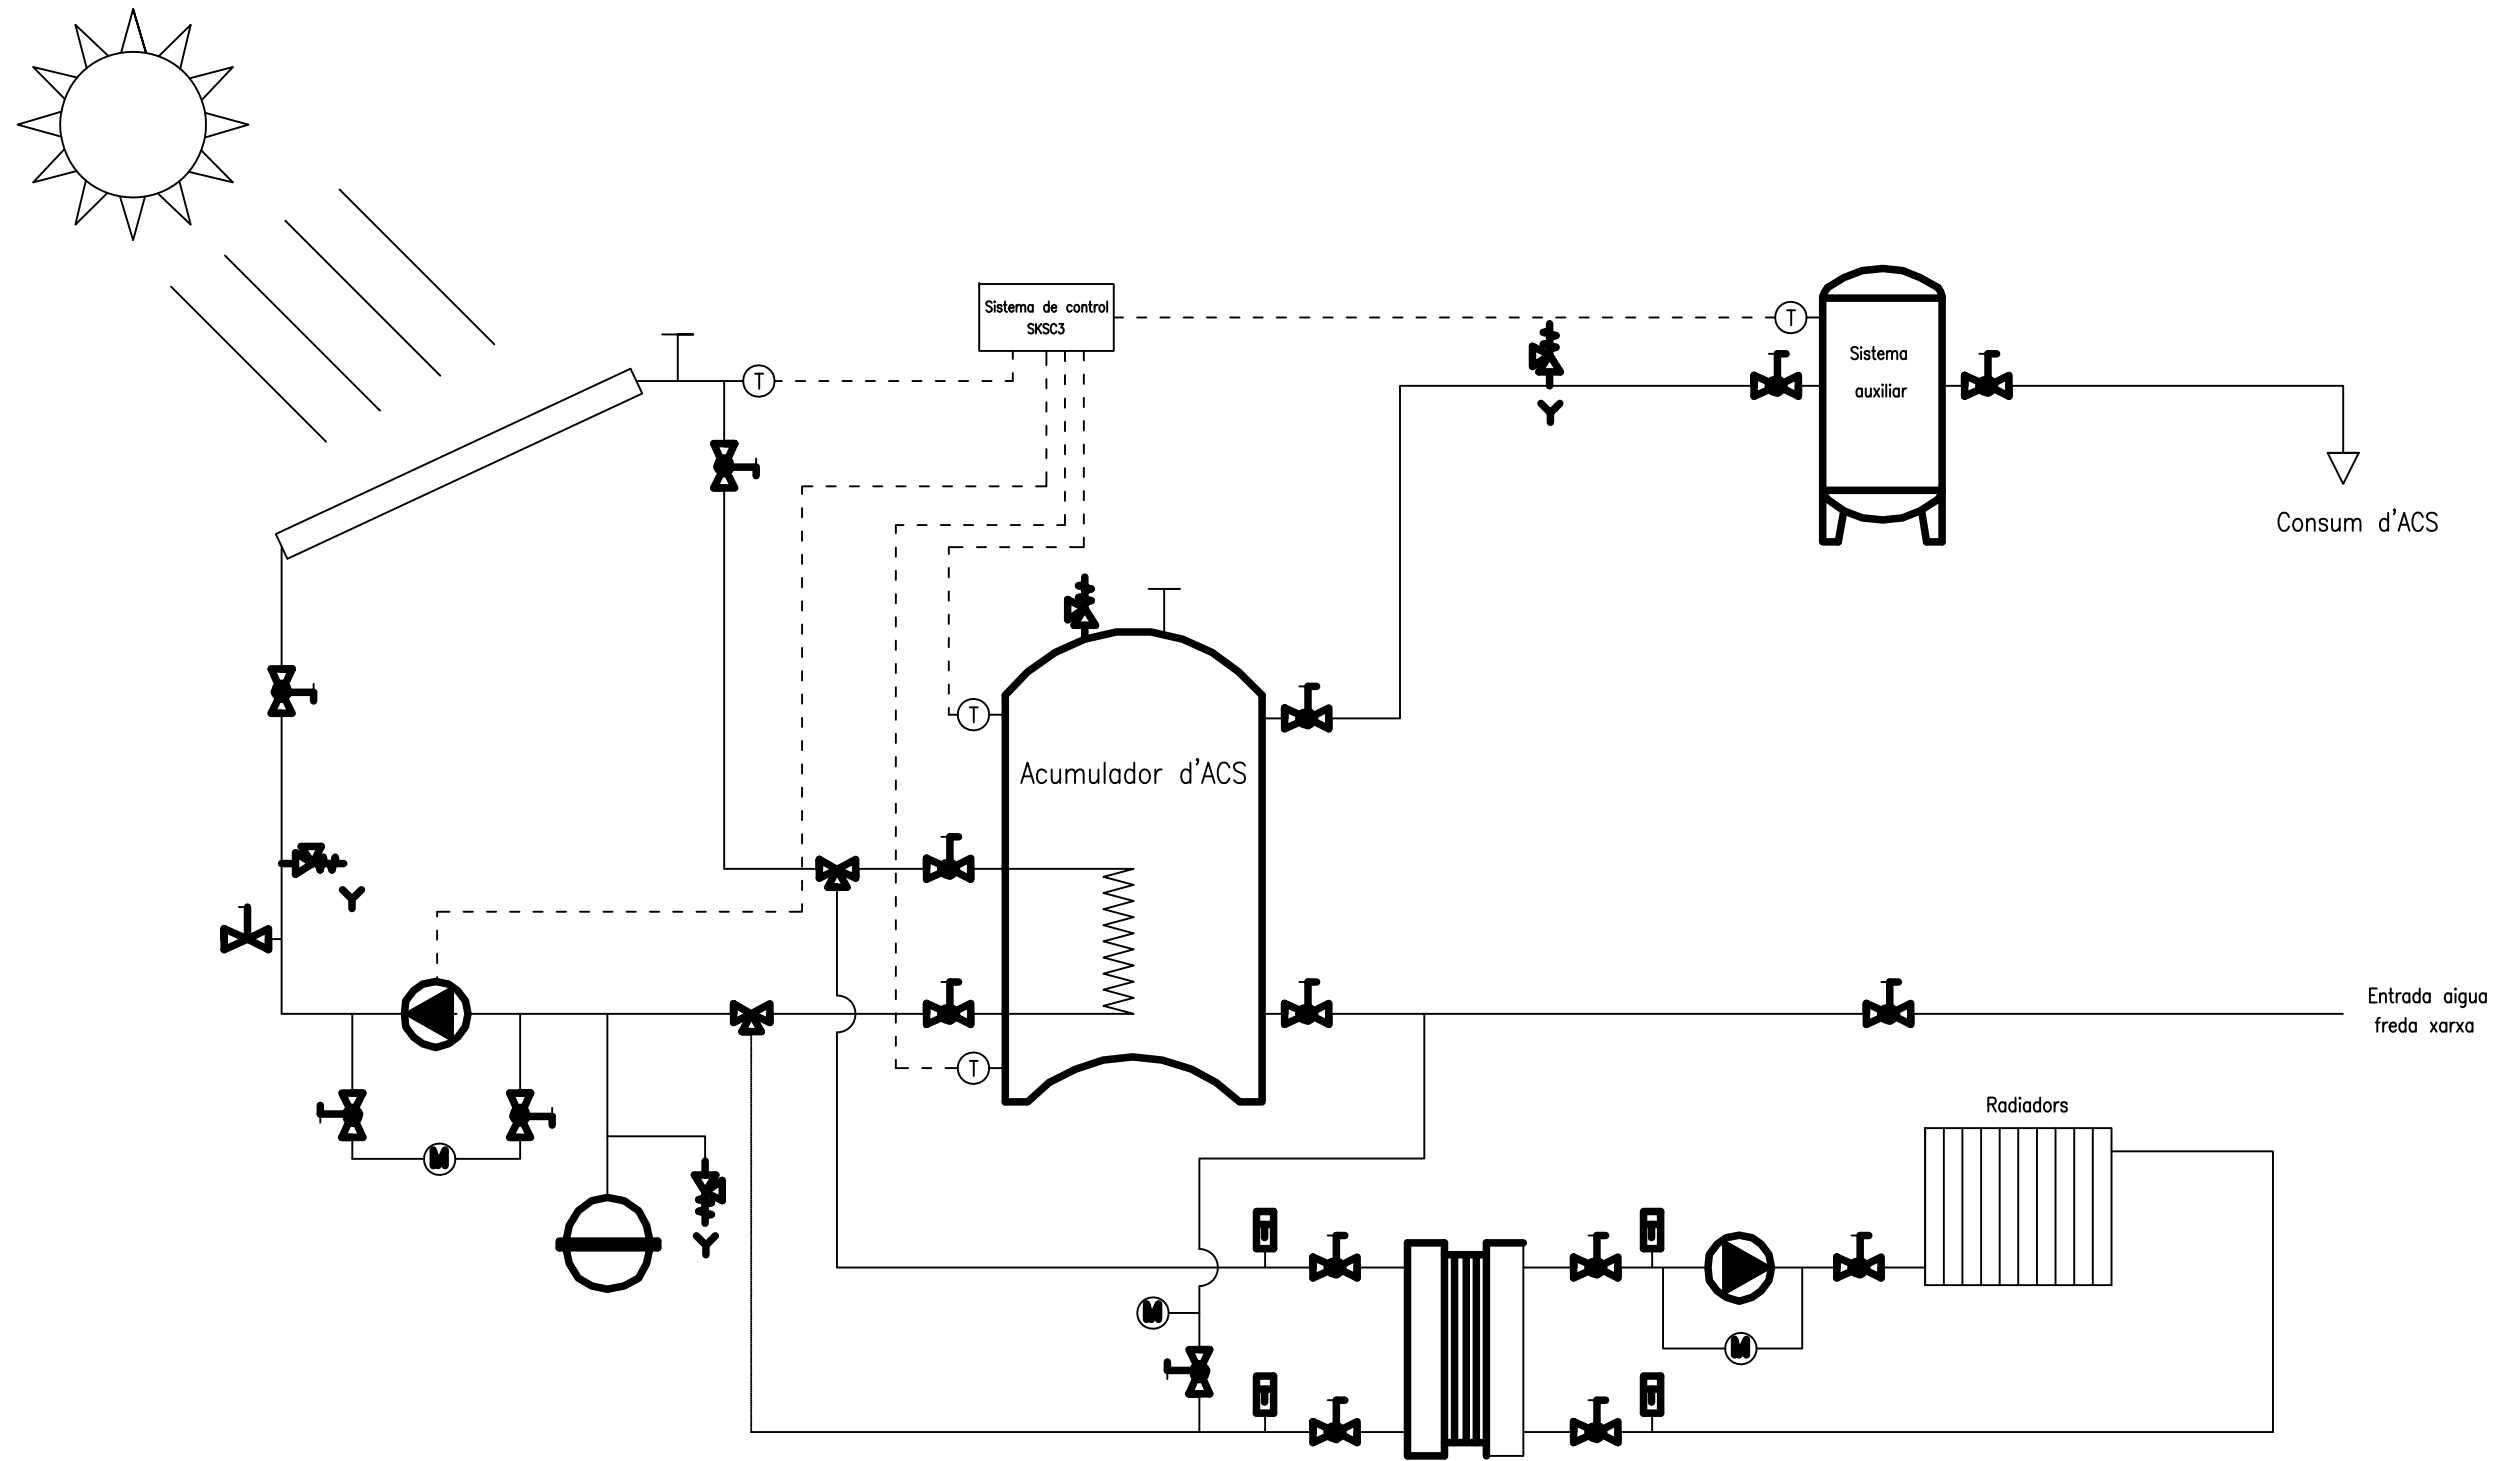 Sistema de control
SKSC3
T
T
Sistema
auxiliar
Consum d'ACS
T
Acumulador d'ACS
Entrada aigua
freda xarxa
T
Radiadors
M
T
T
M
M
T
T